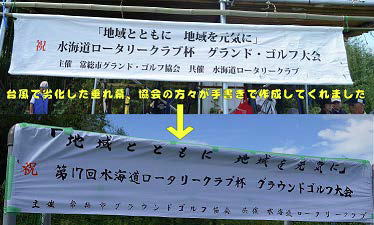 「地域とともに 地域を元気に」
祝 水海道ロータリークラブ杯 グランド・ゴルフ大会
主催 常総市グランド・ゴルフ協会 共催 水海道ロータリークラブ
台風で劣化した垂れ幕、協会の方々が手書きで作成してくれました
「地域とともに 地域を元気に」
祝 第17回水海道ロータリークラブ杯 グラウンドゴルフ大会
主催 常総市グラウンドゴルフ協会 共催 水海道ロータリークラブ